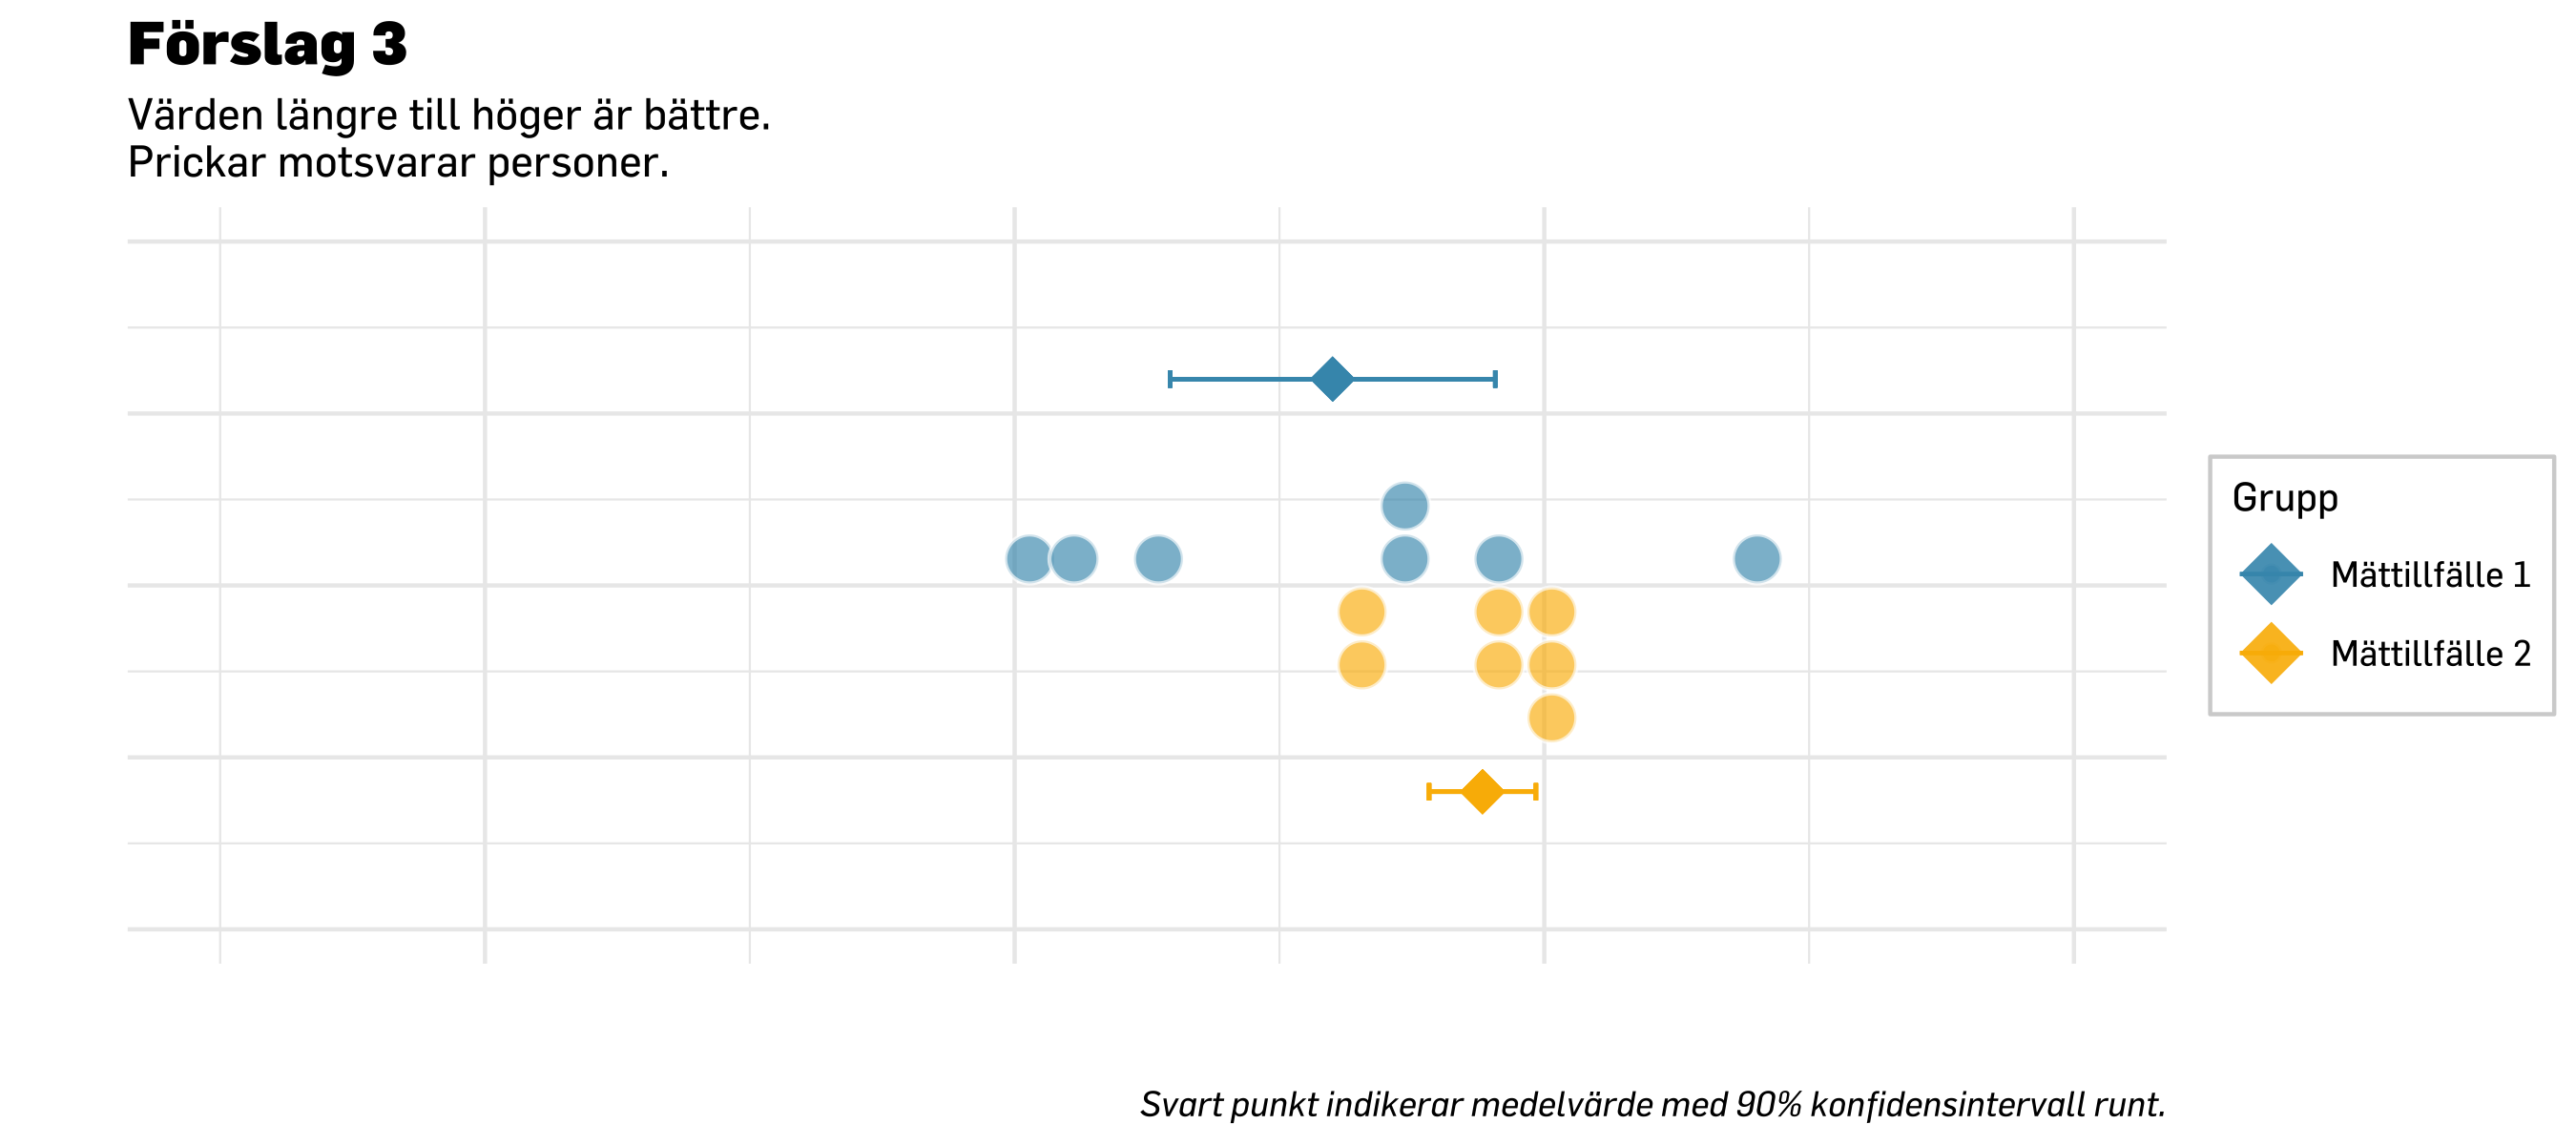 Förslag 3
Värden längre till höger är bättre.
Prickar motsvarar personer.
Grupp
Mättillfälle 1
Mättillfälle 2
Svart punkt indikerar medelvärde med 90% konfidensintervall runt.